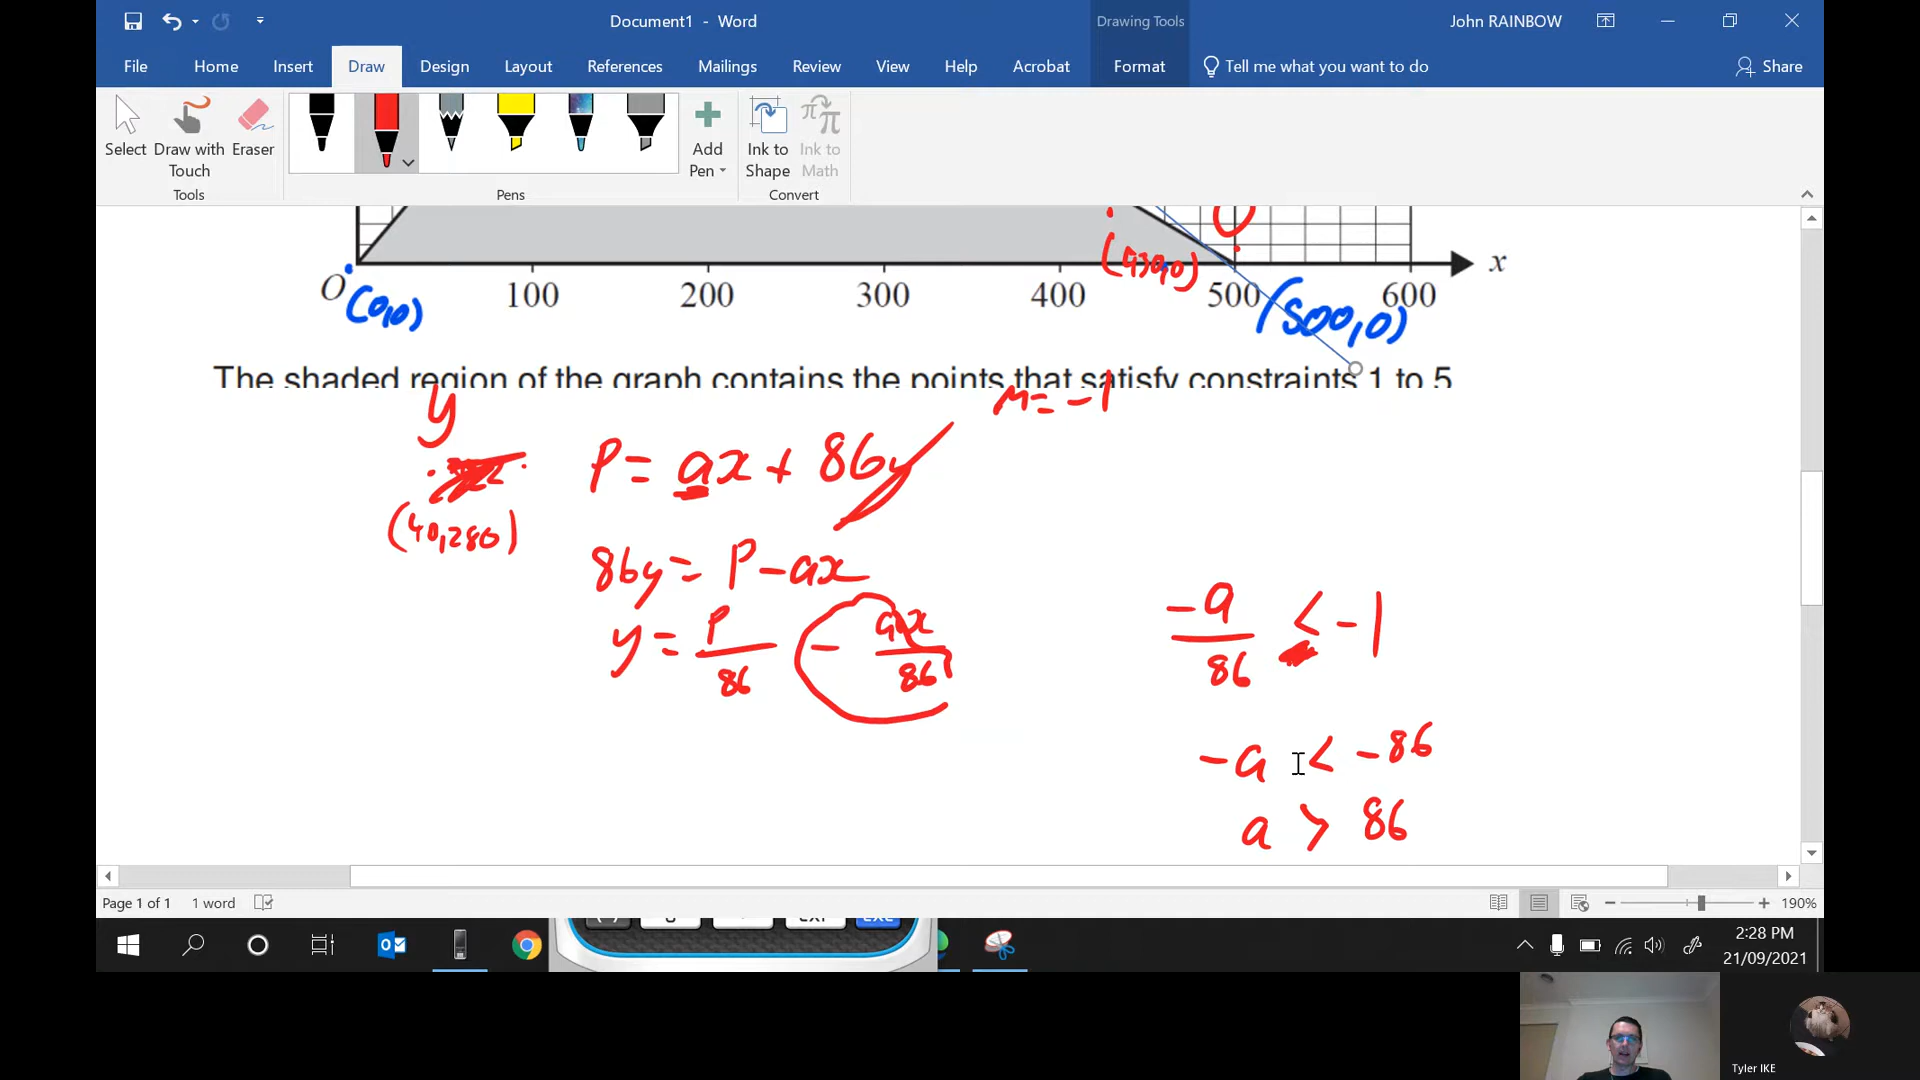 Document1 - Word
Drawing Tools
John RAINBOW
File Home Insert Draw Design Layout References Mailings Review View Help Acrobat Format Tell me what you want to do Share
Select
Draw with Touch
Eraser
Add Pen
Ink to Shape
Ink to Math
Tools
Pens
Convert
(430,0)
x
O 100 200 300 400 500 600
(0,0)
(500,0)
The shaded region of the graph contains the points that satisfy constraints 1 to 5
y
m = -1
P = ax + 86y
(40,280)
86y = P - ax
y = P/86 - ax/86
-a/86 < -1
-a < -86
a > 86
Page 1 of 1
1 word
190%
EXP
EXE
2:28 PM
21/09/2021
Tyler IKE